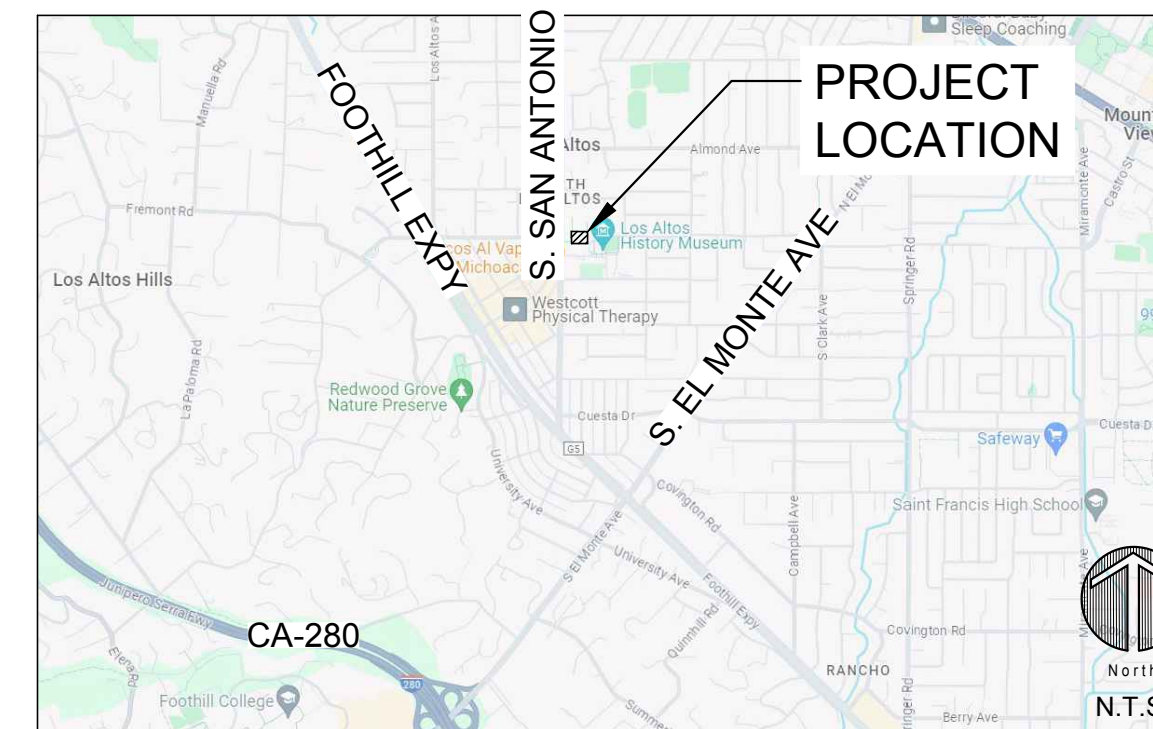 Sleep Coaching
FOOTHILL EXPY
S. SAN ANTONIO
PROJECT
LOCATION
Los Altos
Manuella Rd
Almond Ave
Altos
N El Mo
Miramonte Ave
Castro St
Fremont Rd
Los Altos
History Museum
Los Altos Hills
Westcott
Physical Therapy
S. EL MONTE AVE
Springer Rd
S Clark Ave
La Paloma Rd
Redwood Grove
Nature Preserve
Cuesta Dr
Cuesta D
Safeway
G5
University Ave
Covington Rd
Saint Francis High School
Campbell Ave
S El Monte Ave
University Ave
Foothill Expy
Quinnhill Rd
Junipero Serra Fwy
CA-280
Covington Rd
North
Elena Rd
RANCHO
280
Foothill College
N.T.S
Berry Ave